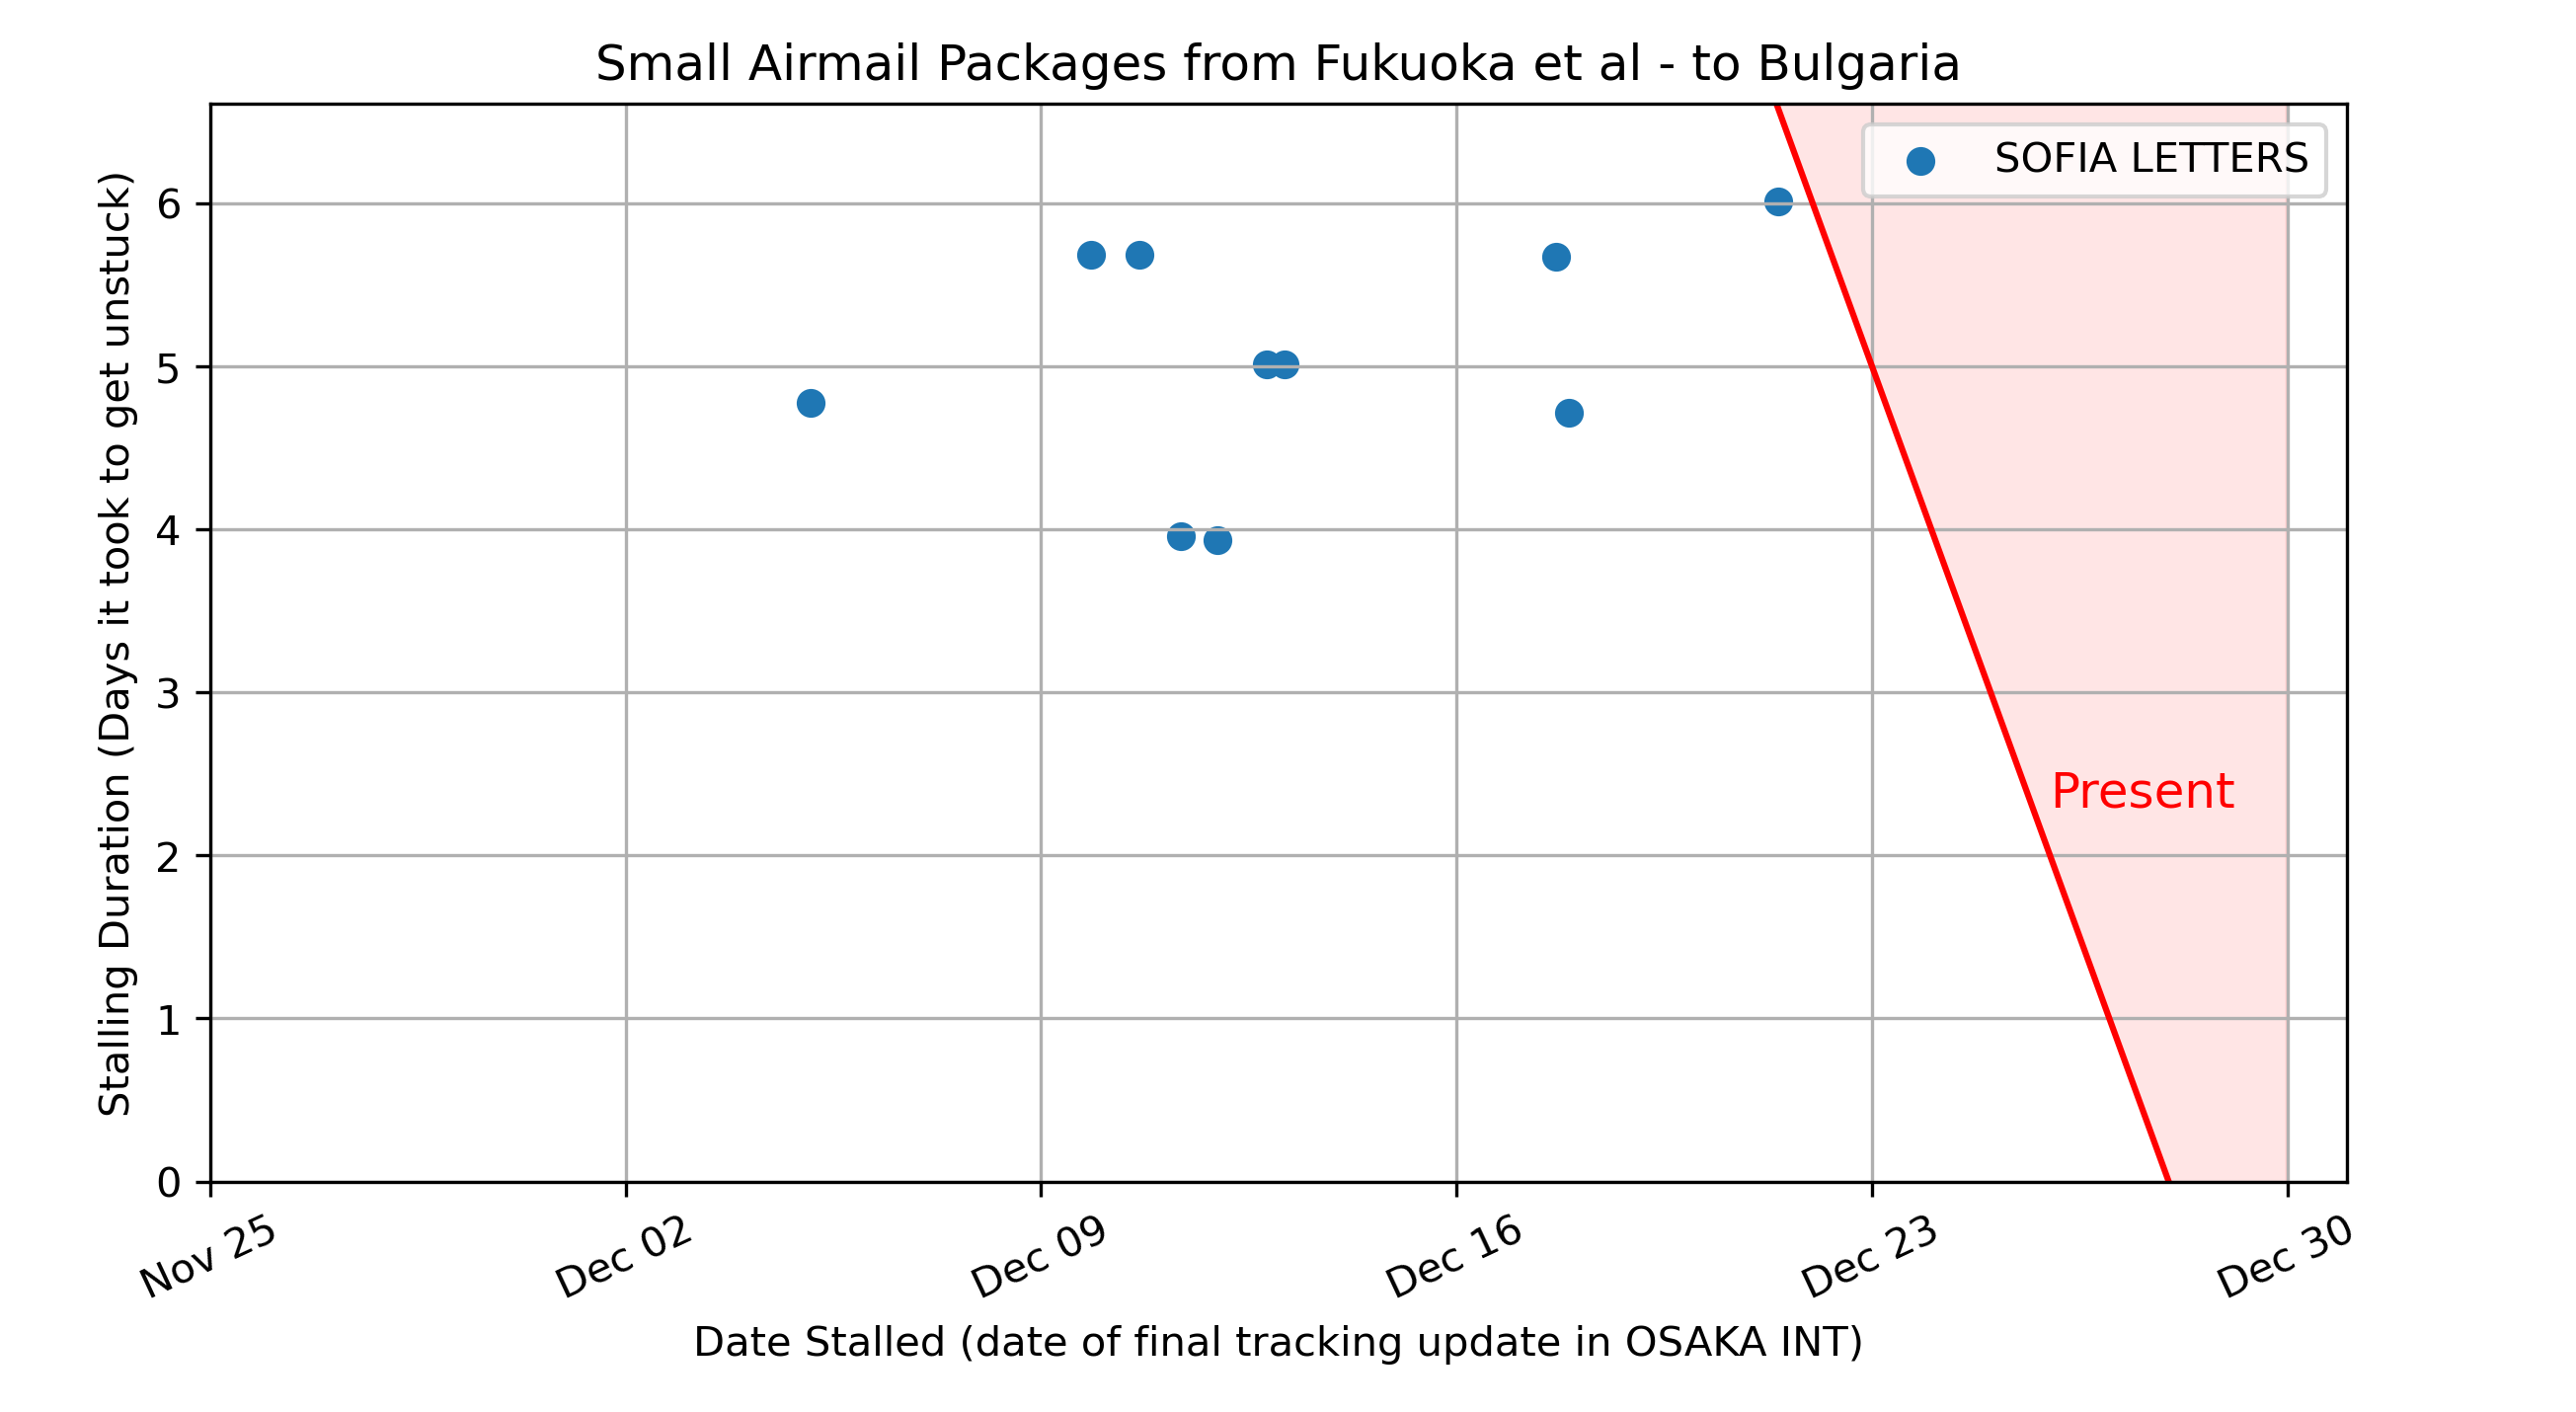 Small Airmail Packages from Fukuoka et al - to Bulgaria
SOFIA LETTERS
Stalling Duration (Days it took to get unstuck)
6
5
4
3
2
1
0
Present
Nov 25
Dec 02
Dec 09
Dec 16
Dec 23
Dec 30
Date Stalled (date of final tracking update in OSAKA INT)